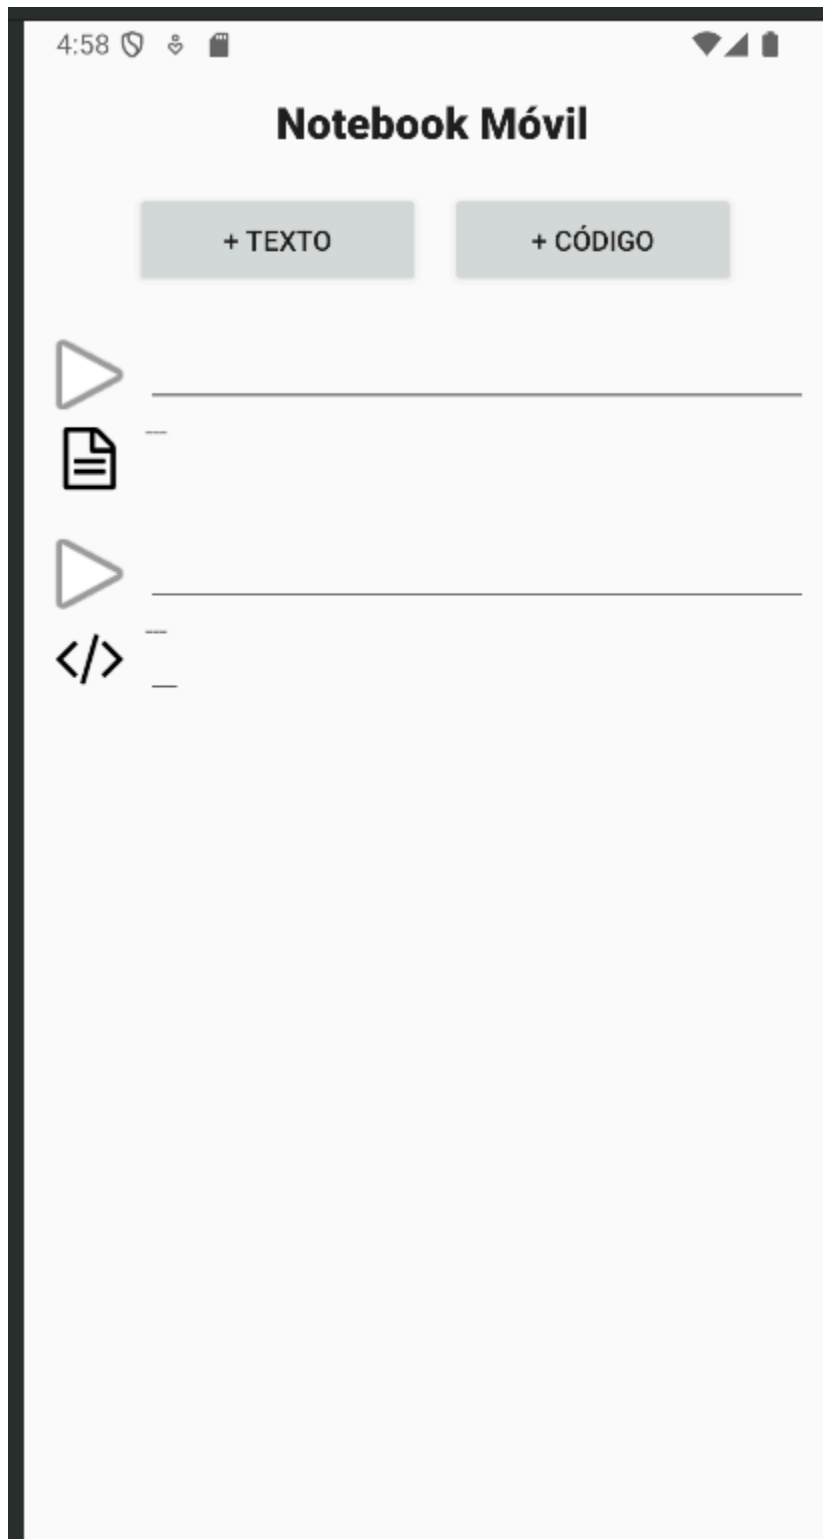 4:58
Notebook Móvil
+ TEXTO
+ CÓDIGO
---
</>
---